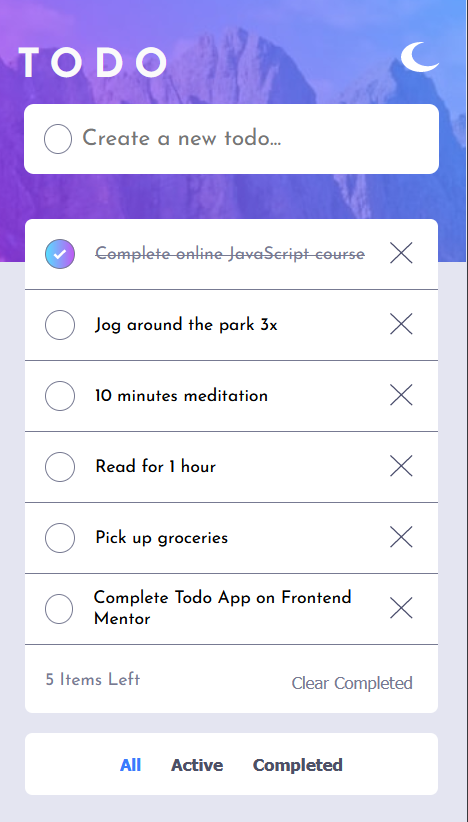 TODO
Create a new todo...
Complete online JavaScript course
Jog around the park 3x
10 minutes meditation
Read for 1 hour
Pick up groceries
Complete Todo App on Frontend
Mentor
5 Items Left
Clear Completed
All Active Completed